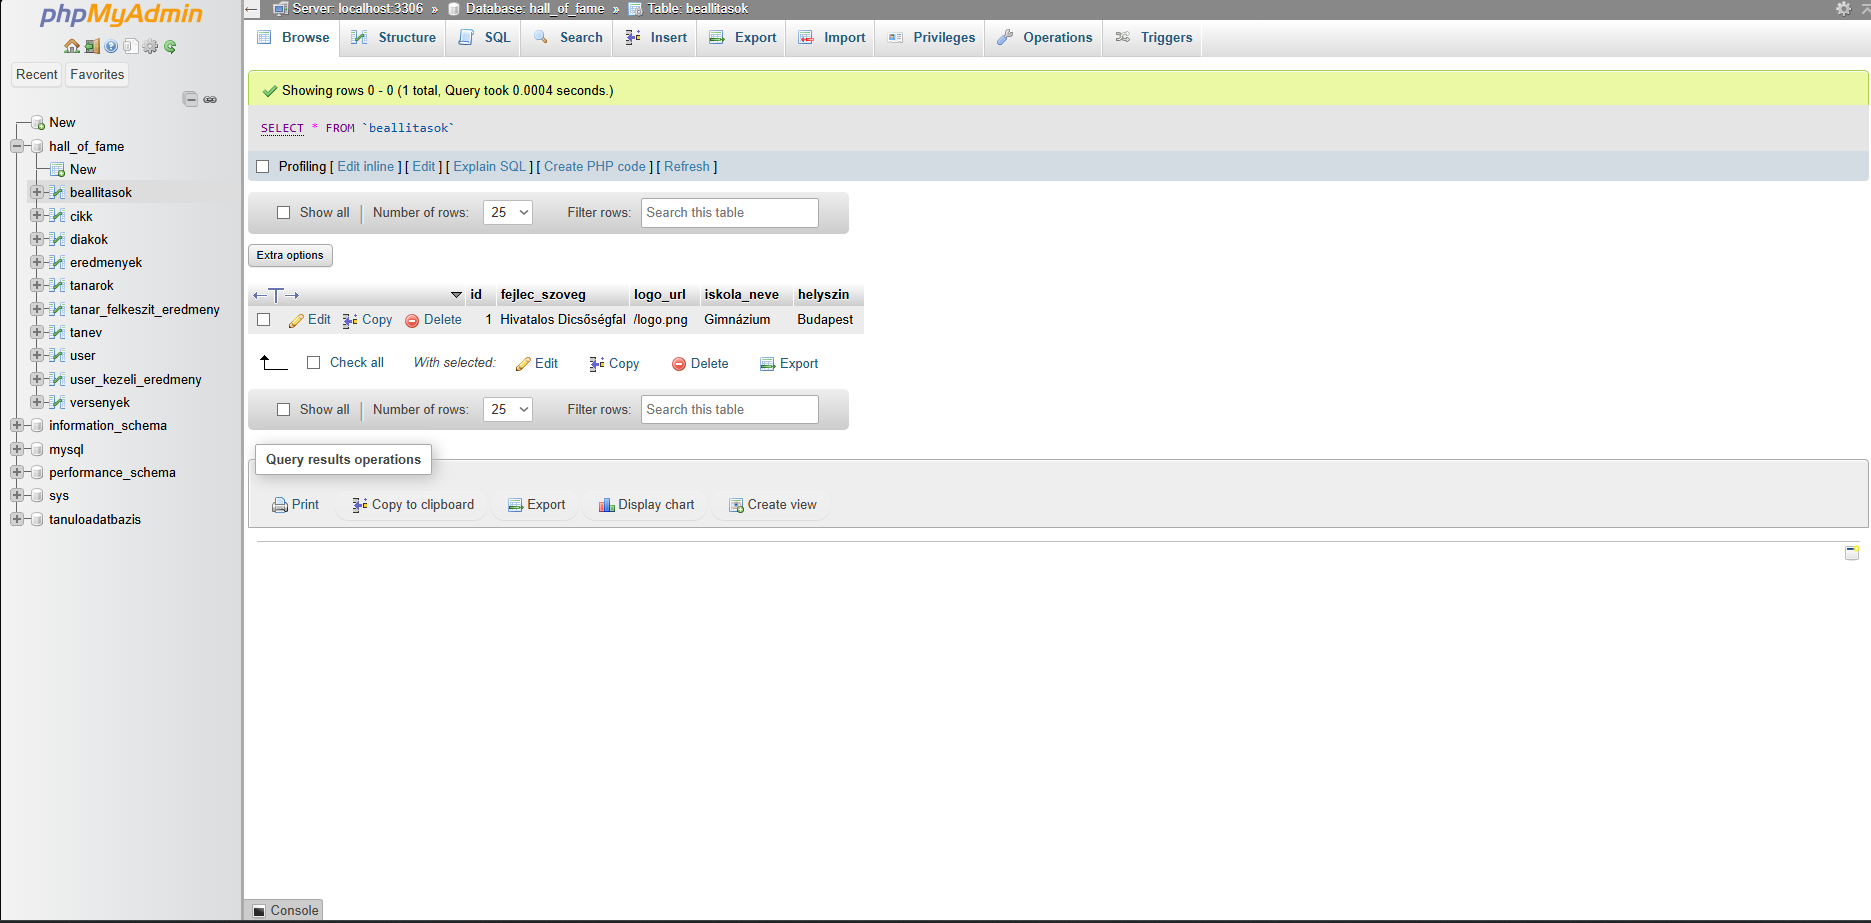 phpMyAdmin
Recent Favorites
New
hall_of_fame
New
beallitasok
cikk
diakok
eredmenyek
tanarok
tanar_felkeszit_eredmeny
tanev
user
user_kezeli_eredmeny
versenyek
information_schema
mysql
performance_schema
sys
tanuloadatbazis
Server: localhost:3306 » Database: hall_of_fame » Table: beallitasok
Browse Structure SQL Search Insert Export Import Privileges Operations Triggers
Showing rows 0 - 0 (1 total, Query took 0.0004 seconds.)
SELECT * FROM `beallitasok`
Profiling [ Edit inline ] [ Edit ] [ Explain SQL ] [ Create PHP code ] [ Refresh ]
Show all | Number of rows: 25 Filter rows: Search this table
Extra options
←T→ id fejlec_szoveg logo_url iskola_neve helyszin
Edit Copy Delete 1 Hivatalos Dicsőségfal /logo.png Gimnázium Budapest
Check all With selected: Edit Copy Delete Export
Show all | Number of rows: 25 Filter rows: Search this table
Query results operations
Print Copy to clipboard Export Display chart Create view
Console